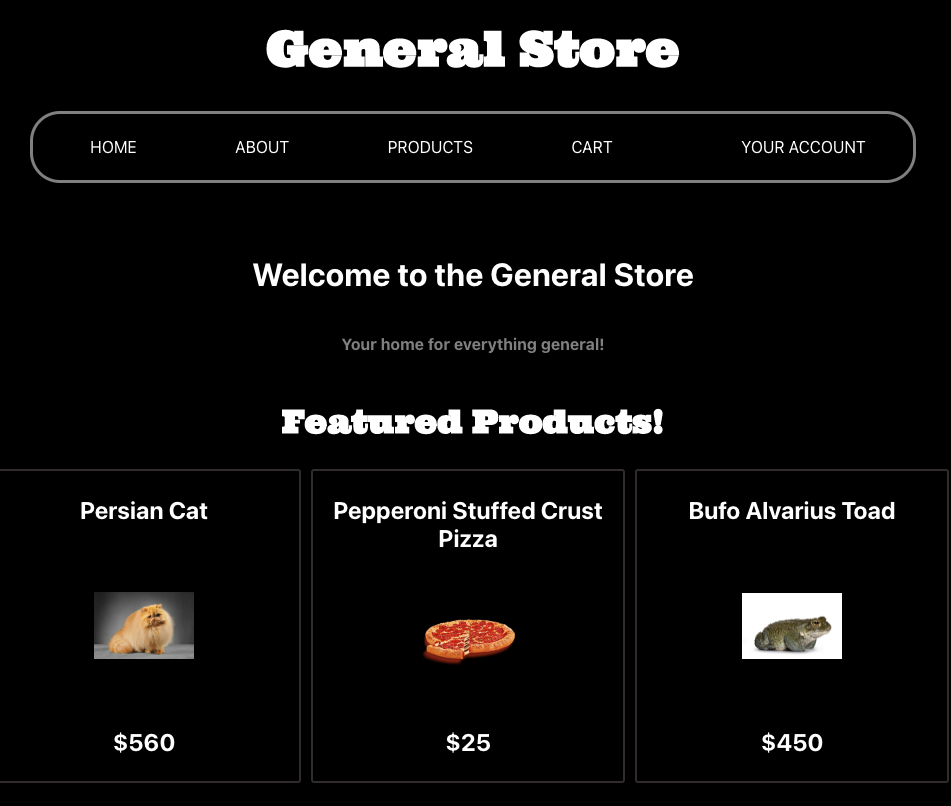 General Store
HOME ABOUT PRODUCTS CART YOUR ACCOUNT
Welcome to the General Store
Your home for everything general!
Featured Products!
Persian Cat
Pepperoni Stuffed Crust
Pizza
Bufo Alvarius Toad
$560
$25
$450